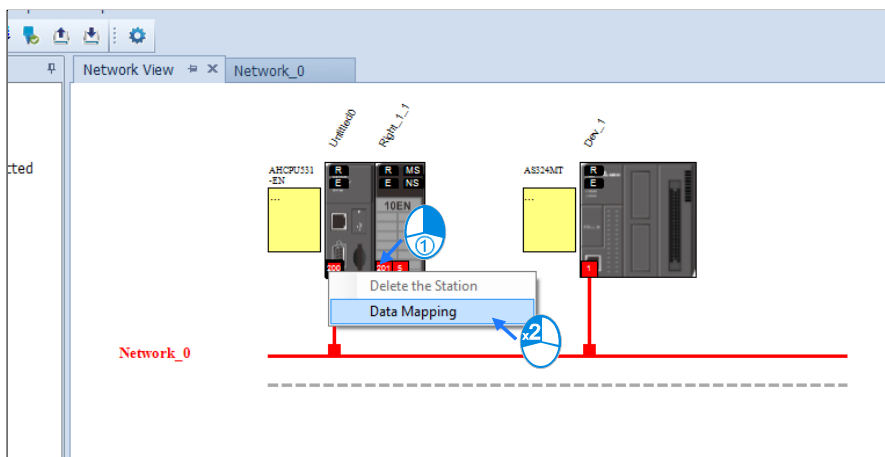 Network View
Network_0
cted
Untitled0
Right_1_1
Dev_1
AHCPU531
-EN
...
R
E
R MS
E NS
10EN
AS324MT
...
R
E
①
200
201 5
1
Delete the Station
Data Mapping
x2
Network_0